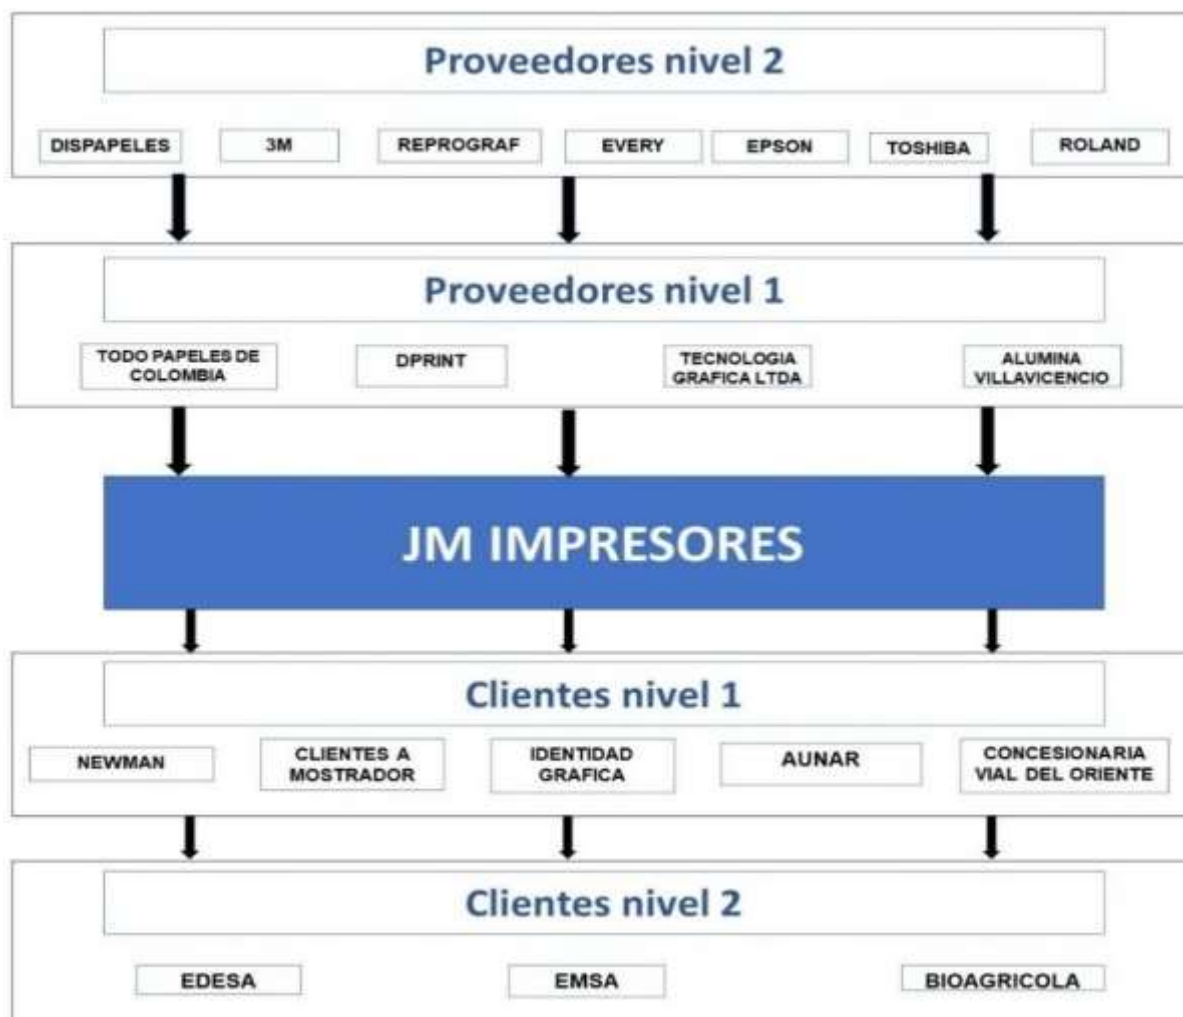 Proveedores nivel 2
DISPAPELES
3M
REPROGRAF
EVERY
EPSON
TOSHIBA
ROLAND
Proveedores nivel 1
TODO PAPELES DE
COLOMBIA
DPRINT
TECNOLOGIA
GRAFICA LTDA
ALUMINA
VILLAVICENCIO
JM IMPRESORES
Clientes nivel 1
NEWMAN
CLIENTES A
MOSTRADOR
IDENTIDAD
GRAFICA
AUNAR
CONCESIONARIA
VIAL DEL ORIENTE
Clientes nivel 2
EDESA
EMSA
BIOAGRICOLA